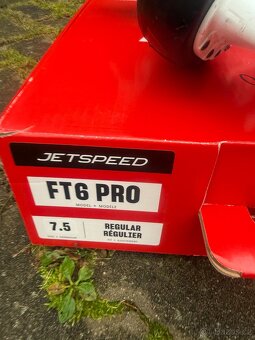 JETSPEED
FT6 PRO
MODEL • MODÈLE
7.5
REGULAR
RÉGULIER